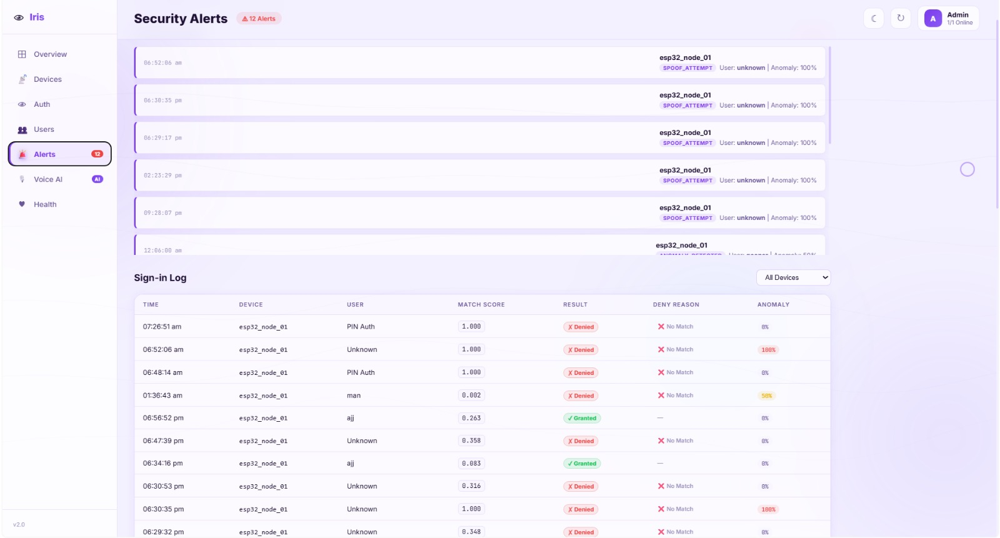 Iris
Overview
Devices
Auth
Users
Alerts 12
Voice AI AI
Health
v2.0
Security Alerts ⚠ 12 Alerts
A Admin
1/1 Online
06:52:06 am esp32_node_01
SPOOF_ATTEMPT User: unknown | Anomaly: 100%
06:30:35 pm esp32_node_01
SPOOF_ATTEMPT User: unknown | Anomaly: 100%
06:29:17 pm esp32_node_01
SPOOF_ATTEMPT User: unknown | Anomaly: 100%
02:23:29 pm esp32_node_01
SPOOF_ATTEMPT User: unknown | Anomaly: 100%
09:28:07 pm esp32_node_01
SPOOF_ATTEMPT User: unknown | Anomaly: 100%
12:06:00 am esp32_node_01
ANOMALY_DETECTED User: | Anomaly: 50%
Sign-in Log All Devices
TIME DEVICE USER MATCH SCORE RESULT DENY REASON ANOMALY
07:26:51 am esp32_node_01 PIN Auth 1.000 ✗ Denied ❌ No Match 0%
06:52:06 am esp32_node_01 Unknown 1.000 ✗ Denied ❌ No Match 100%
06:48:14 am esp32_node_01 PIN Auth 1.000 ✗ Denied ❌ No Match 0%
01:36:43 am esp32_node_01 man 0.002 ✗ Denied ❌ No Match 50%
06:56:52 pm esp32_node_01 ajj 0.263 ✓ Granted — 0%
06:47:39 pm esp32_node_01 Unknown 0.358 ✗ Denied ❌ No Match 0%
06:34:16 pm esp32_node_01 ajj 0.083 ✓ Granted — 0%
06:30:53 pm esp32_node_01 Unknown 0.316 ✗ Denied ❌ No Match 0%
06:30:35 pm esp32_node_01 Unknown 1.000 ✗ Denied ❌ No Match 100%
06:29:32 pm esp32_node_01 Unknown 0.348 ✗ Denied ❌ No Match 0%